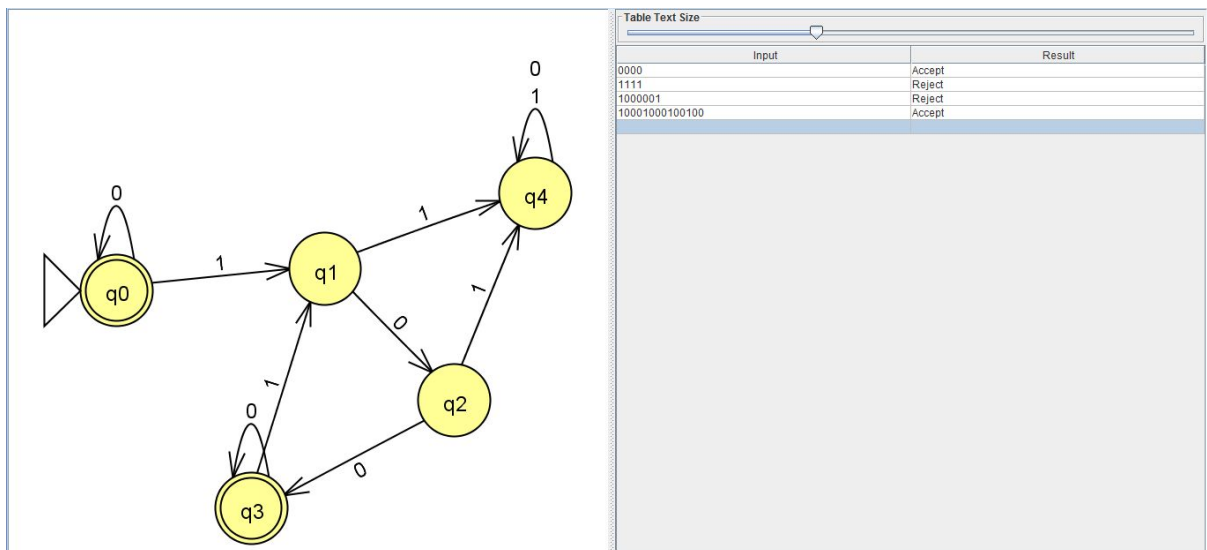 0
1
q4
0
1
1
q1
q0
0
1
1
q2
0
0
q3
Table Text Size
Input Result
0000 Accept
1111 Reject
1000001 Reject
10001000100100 Accept